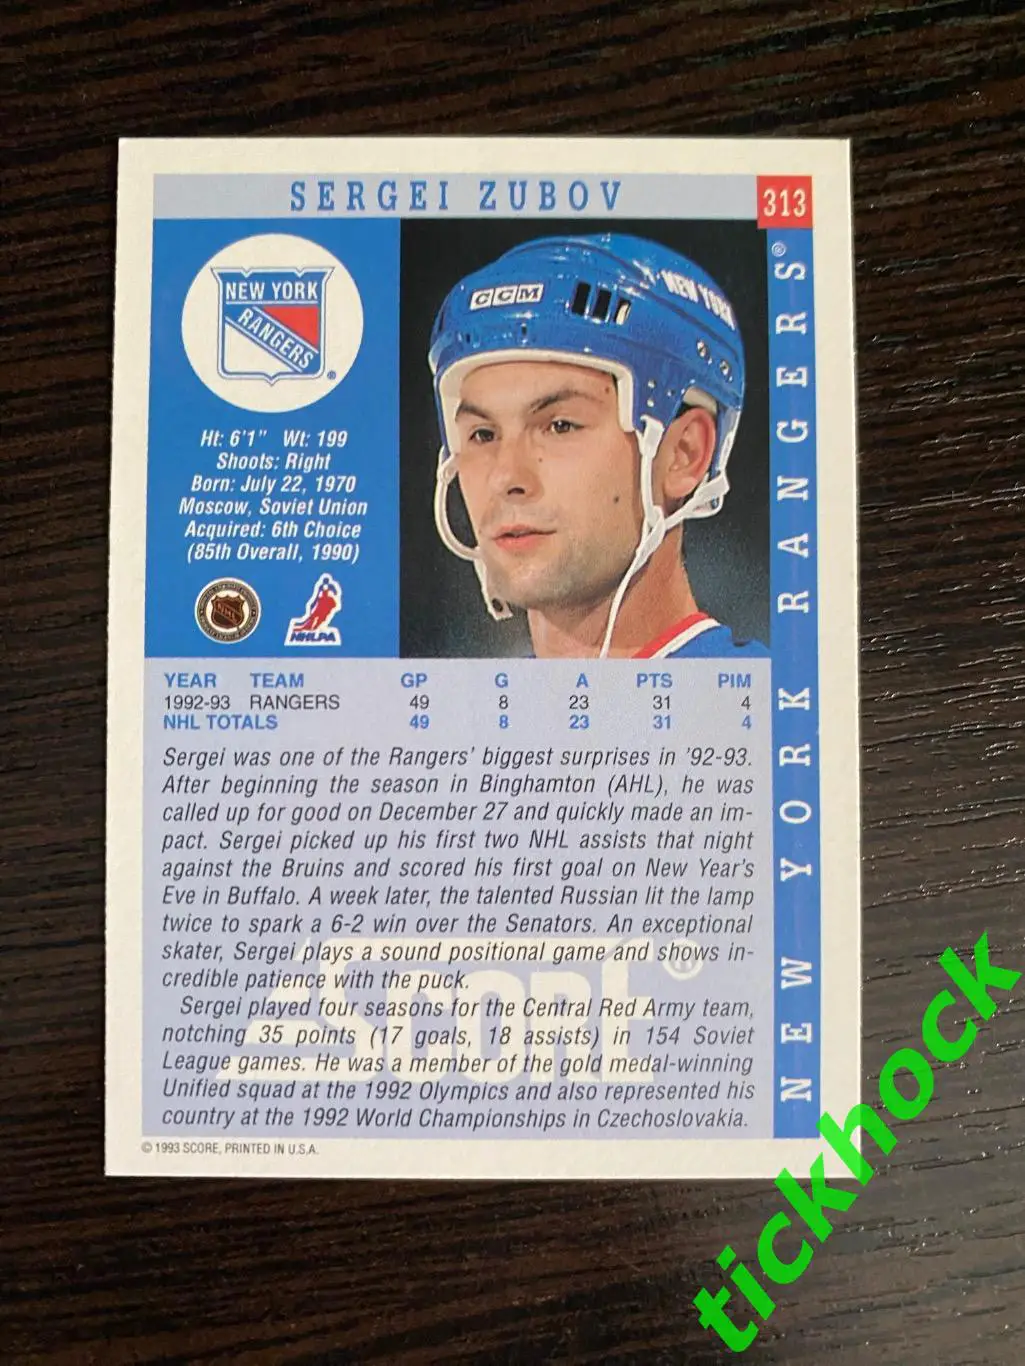 SERGEI ZUBOV
313
NEW YORK
RANGERS
®
CCM
NEW YORK
Ht: 6'1" Wt: 199
Shoots: Right
Born: July 22, 1970
Moscow, Soviet Union
Acquired: 6th Choice
(85th Overall, 1990)
NHL
NHLPA
NEW YORK RANGERS®
YEAR TEAM GP G A PTS PIM
1992-93 RANGERS 49 8 23 31 4
NHL TOTALS 49 8 23 31 4
Sergei was one of the Rangers' biggest surprises in '92-93.
After beginning the season in Binghamton (AHL), he was
called up for good on December 27 and quickly made an im-
pact. Sergei picked up his first two NHL assists that night
against the Bruins and scored his first goal on New Year's
Eve in Buffalo. A week later, the talented Russian lit the lamp
twice to spark a 6-2 win over the Senators. An exceptional
skater, Sergei plays a sound positional game and shows in-
credible patience with the puck.
Sergei played four seasons for the Central Red Army team,
notching 35 points (17 goals, 18 assists) in 154 Soviet
League games. He was a member of the gold medal-winning
Unified squad at the 1992 Olympics and also represented his
country at the 1992 World Championships in Czechoslovakia.
SCORE®
© 1993 SCORE, PRINTED IN U.S.A.
tickhock